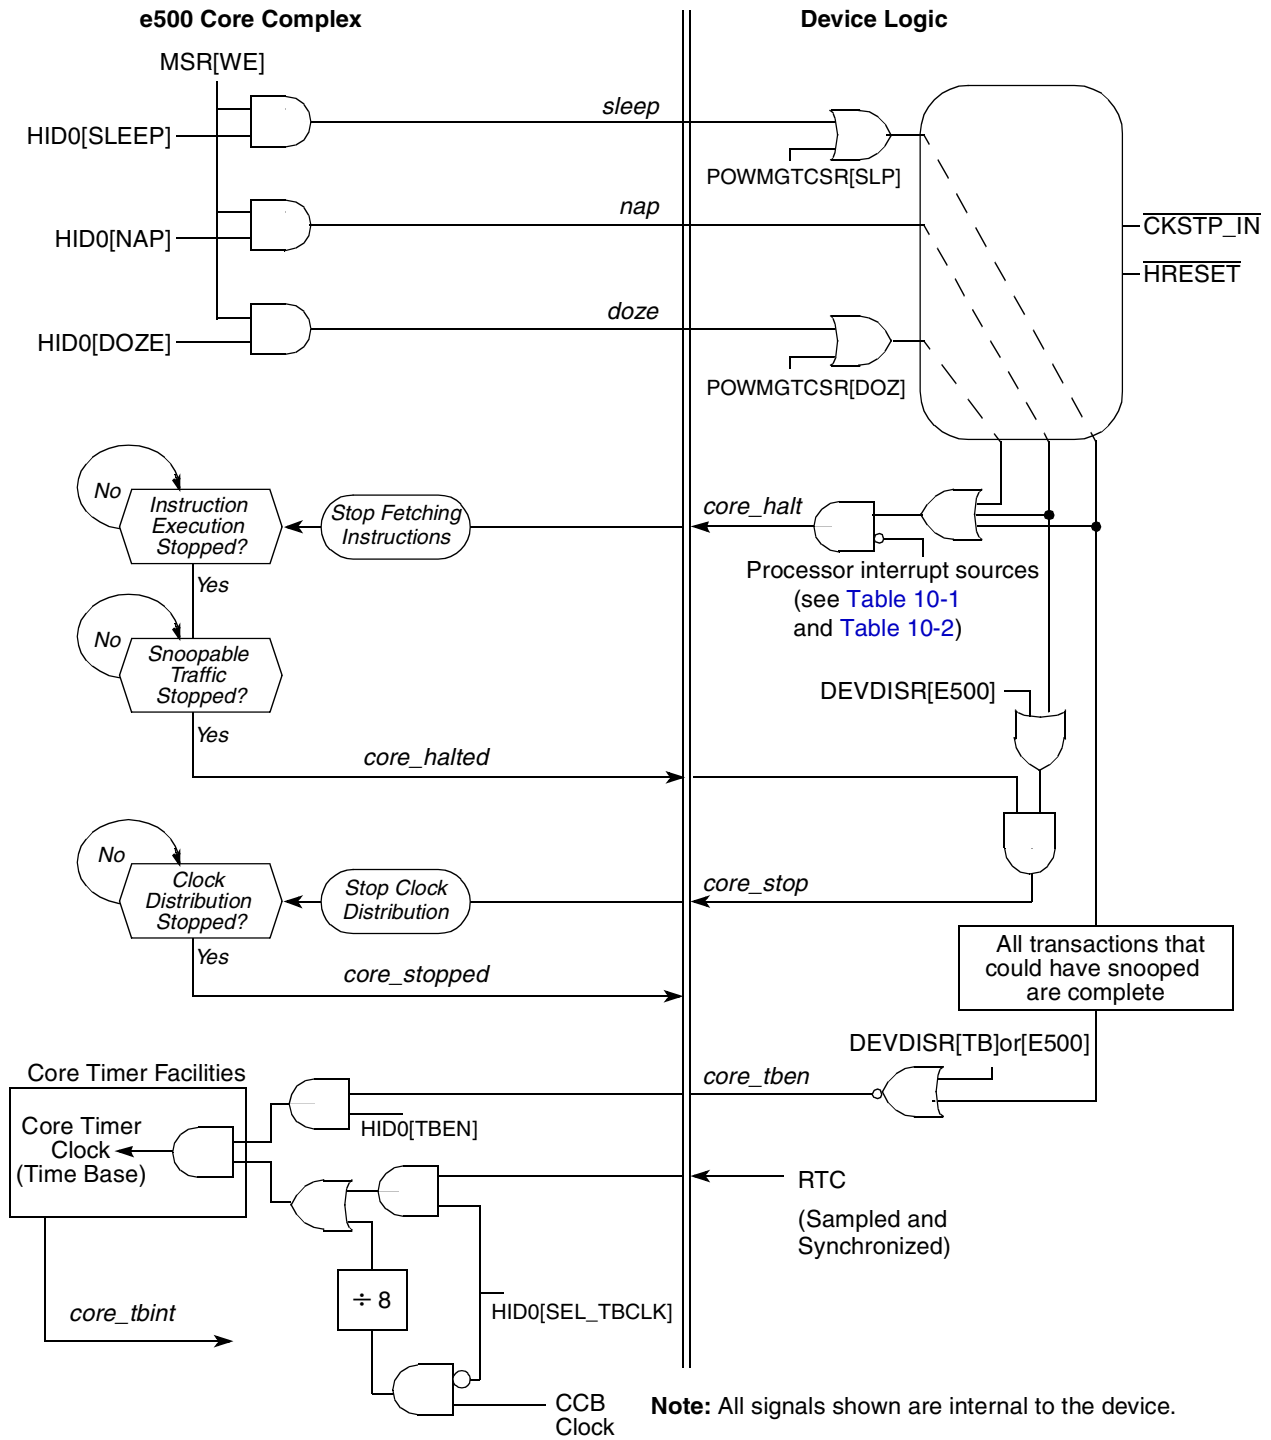 e500 Core Complex
Device Logic
MSR[WE]
sleep
HID0[SLEEP]
POWMGTCSR[SLP]
nap
HID0[NAP]
CKSTP_IN
HRESET
doze
HID0[DOZE]
POWMGTCSR[DOZ]
No
Instruction
Execution
Stopped?
Stop Fetching
Instructions
core_halt
Processor interrupt sources
(see Table 10-1
and Table 10-2)
Yes
No
Snoopable
Traffic
Stopped?
DEVDISR[E500]
Yes
core_halted
No
Clock
Distribution
Stopped?
Stop Clock
Distribution
core_stop
Yes
core_stopped
All transactions that
could have snooped
are complete
DEVDISR[TB]or[E500]
Core Timer Facilities
core_tben
Core Timer
Clock
(Time Base)
HID0[TBEN]
RTC
(Sampled and
Synchronized)
÷ 8
HID0[SEL_TBCLK]
core_tbint
CCB
Clock
Note: All signals shown are internal to the device.